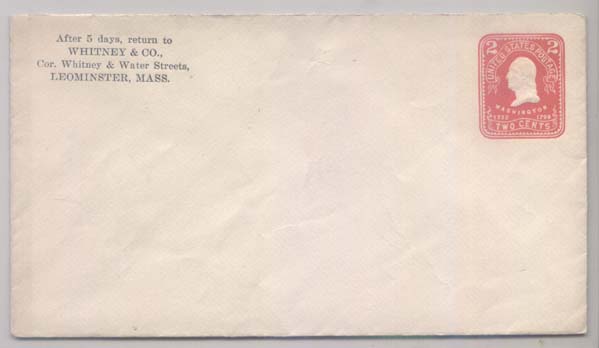 After 5 days, return to
WHITNEY & CO.,
Cor. Whitney & Water Streets,
LEOMINSTER, MASS.
2 2
UNITED STATES POSTAGE
WASHINGTON
1732 1799
TWO CENTS